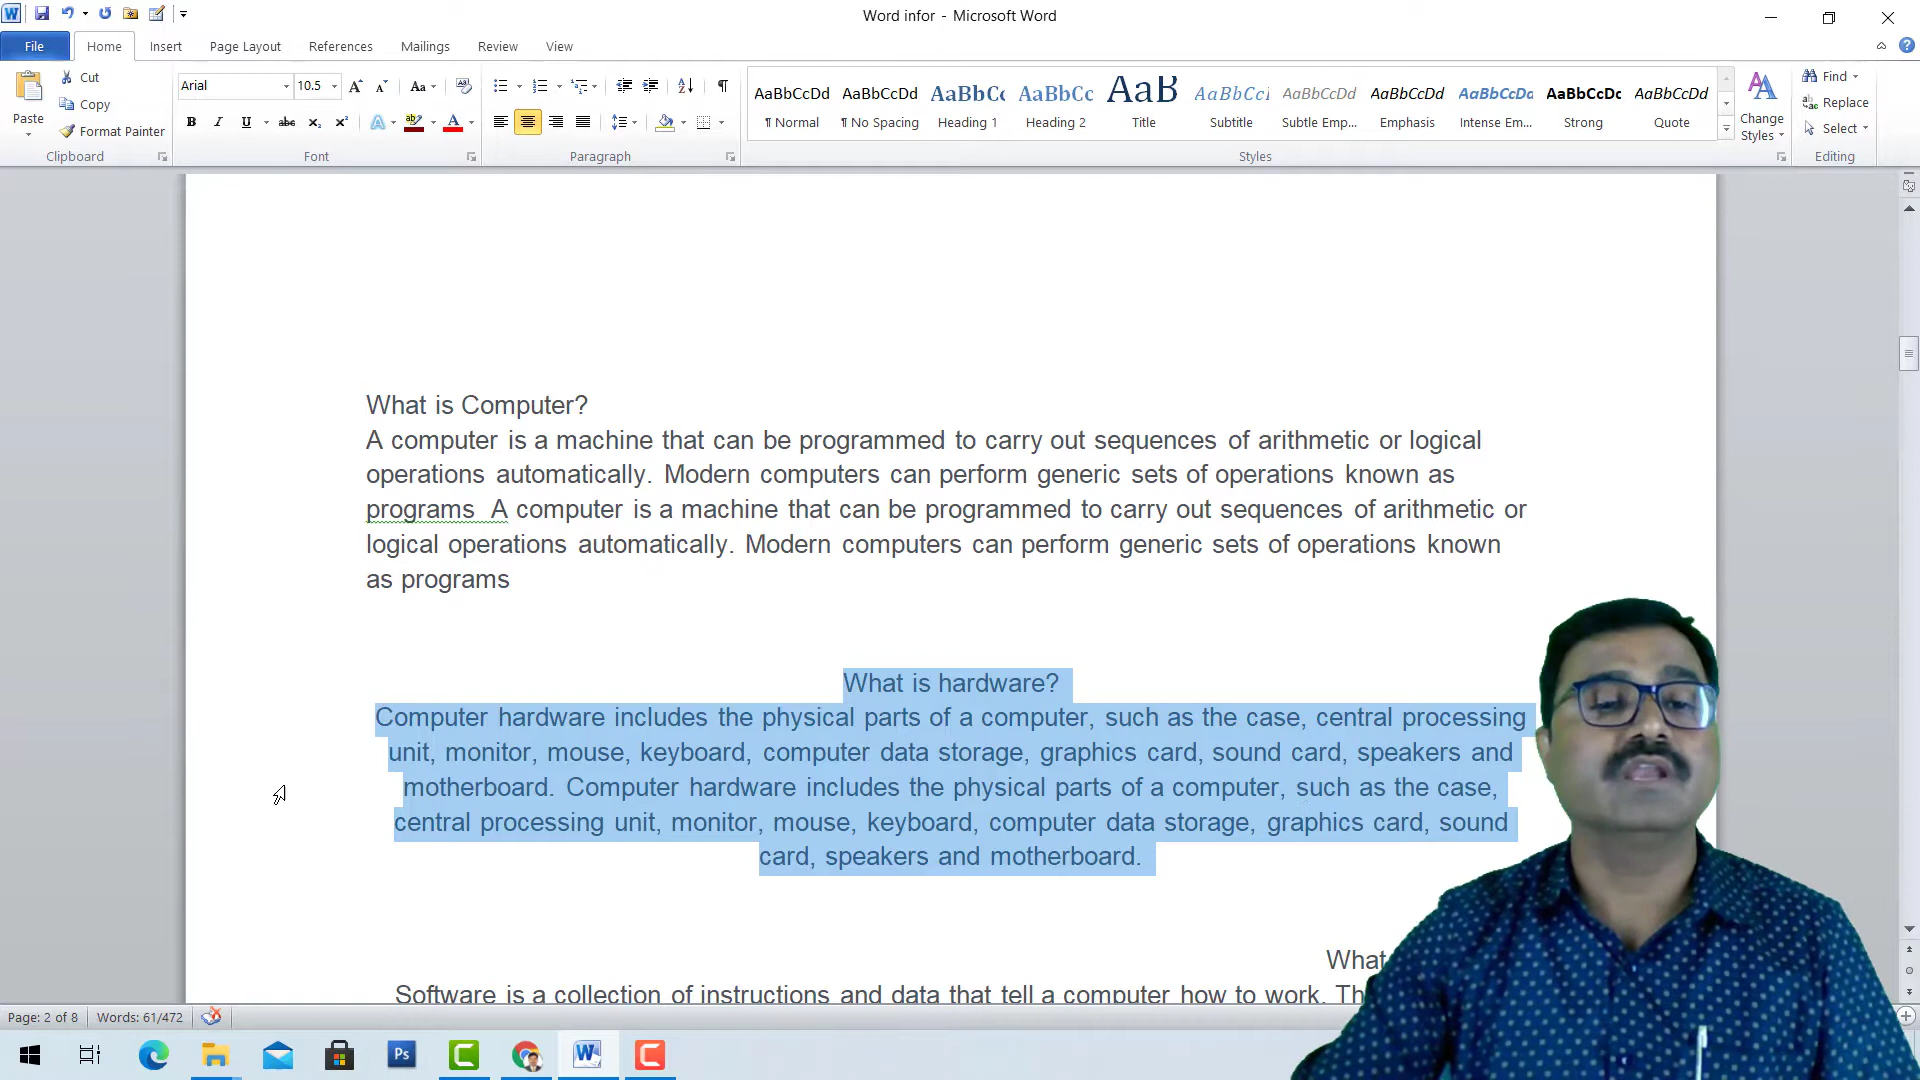 Word infor - Microsoft Word
File Home Insert Page Layout References Mailings Review View
Paste
Cut
Copy
Format Painter
Clipboard
Arial 10.5
Font
Paragraph
AaBbCcDd AaBbCcDd AaBbCc AaBbCc AaB AaBbCcI AaBbCcDd AaBbCcDd AaBbCcDd AaBbCcDc AaBbCcDd
¶ Normal ¶ No Spacing Heading 1 Heading 2 Title Subtitle Subtle Emp... Emphasis Intense Em... Strong Quote
Styles
Change Styles
Find
Replace
Select
Editing
What is Computer?
A computer is a machine that can be programmed to carry out sequences of arithmetic or logical
operations automatically. Modern computers can perform generic sets of operations known as
programs A computer is a machine that can be programmed to carry out sequences of arithmetic or
logical operations automatically. Modern computers can perform generic sets of operations known
as programs
What is hardware?
Computer hardware includes the physical parts of a computer, such as the case, central processing
unit, monitor, mouse, keyboard, computer data storage, graphics card, sound card, speakers and
motherboard. Computer hardware includes the physical parts of a computer, such as the case,
central processing unit, monitor, mouse, keyboard, computer data storage, graphics card, sound
card, speakers and motherboard.
What
Software is a collection of instructions and data that tell a computer how to work.
Page: 2 of 8 Words: 61/472